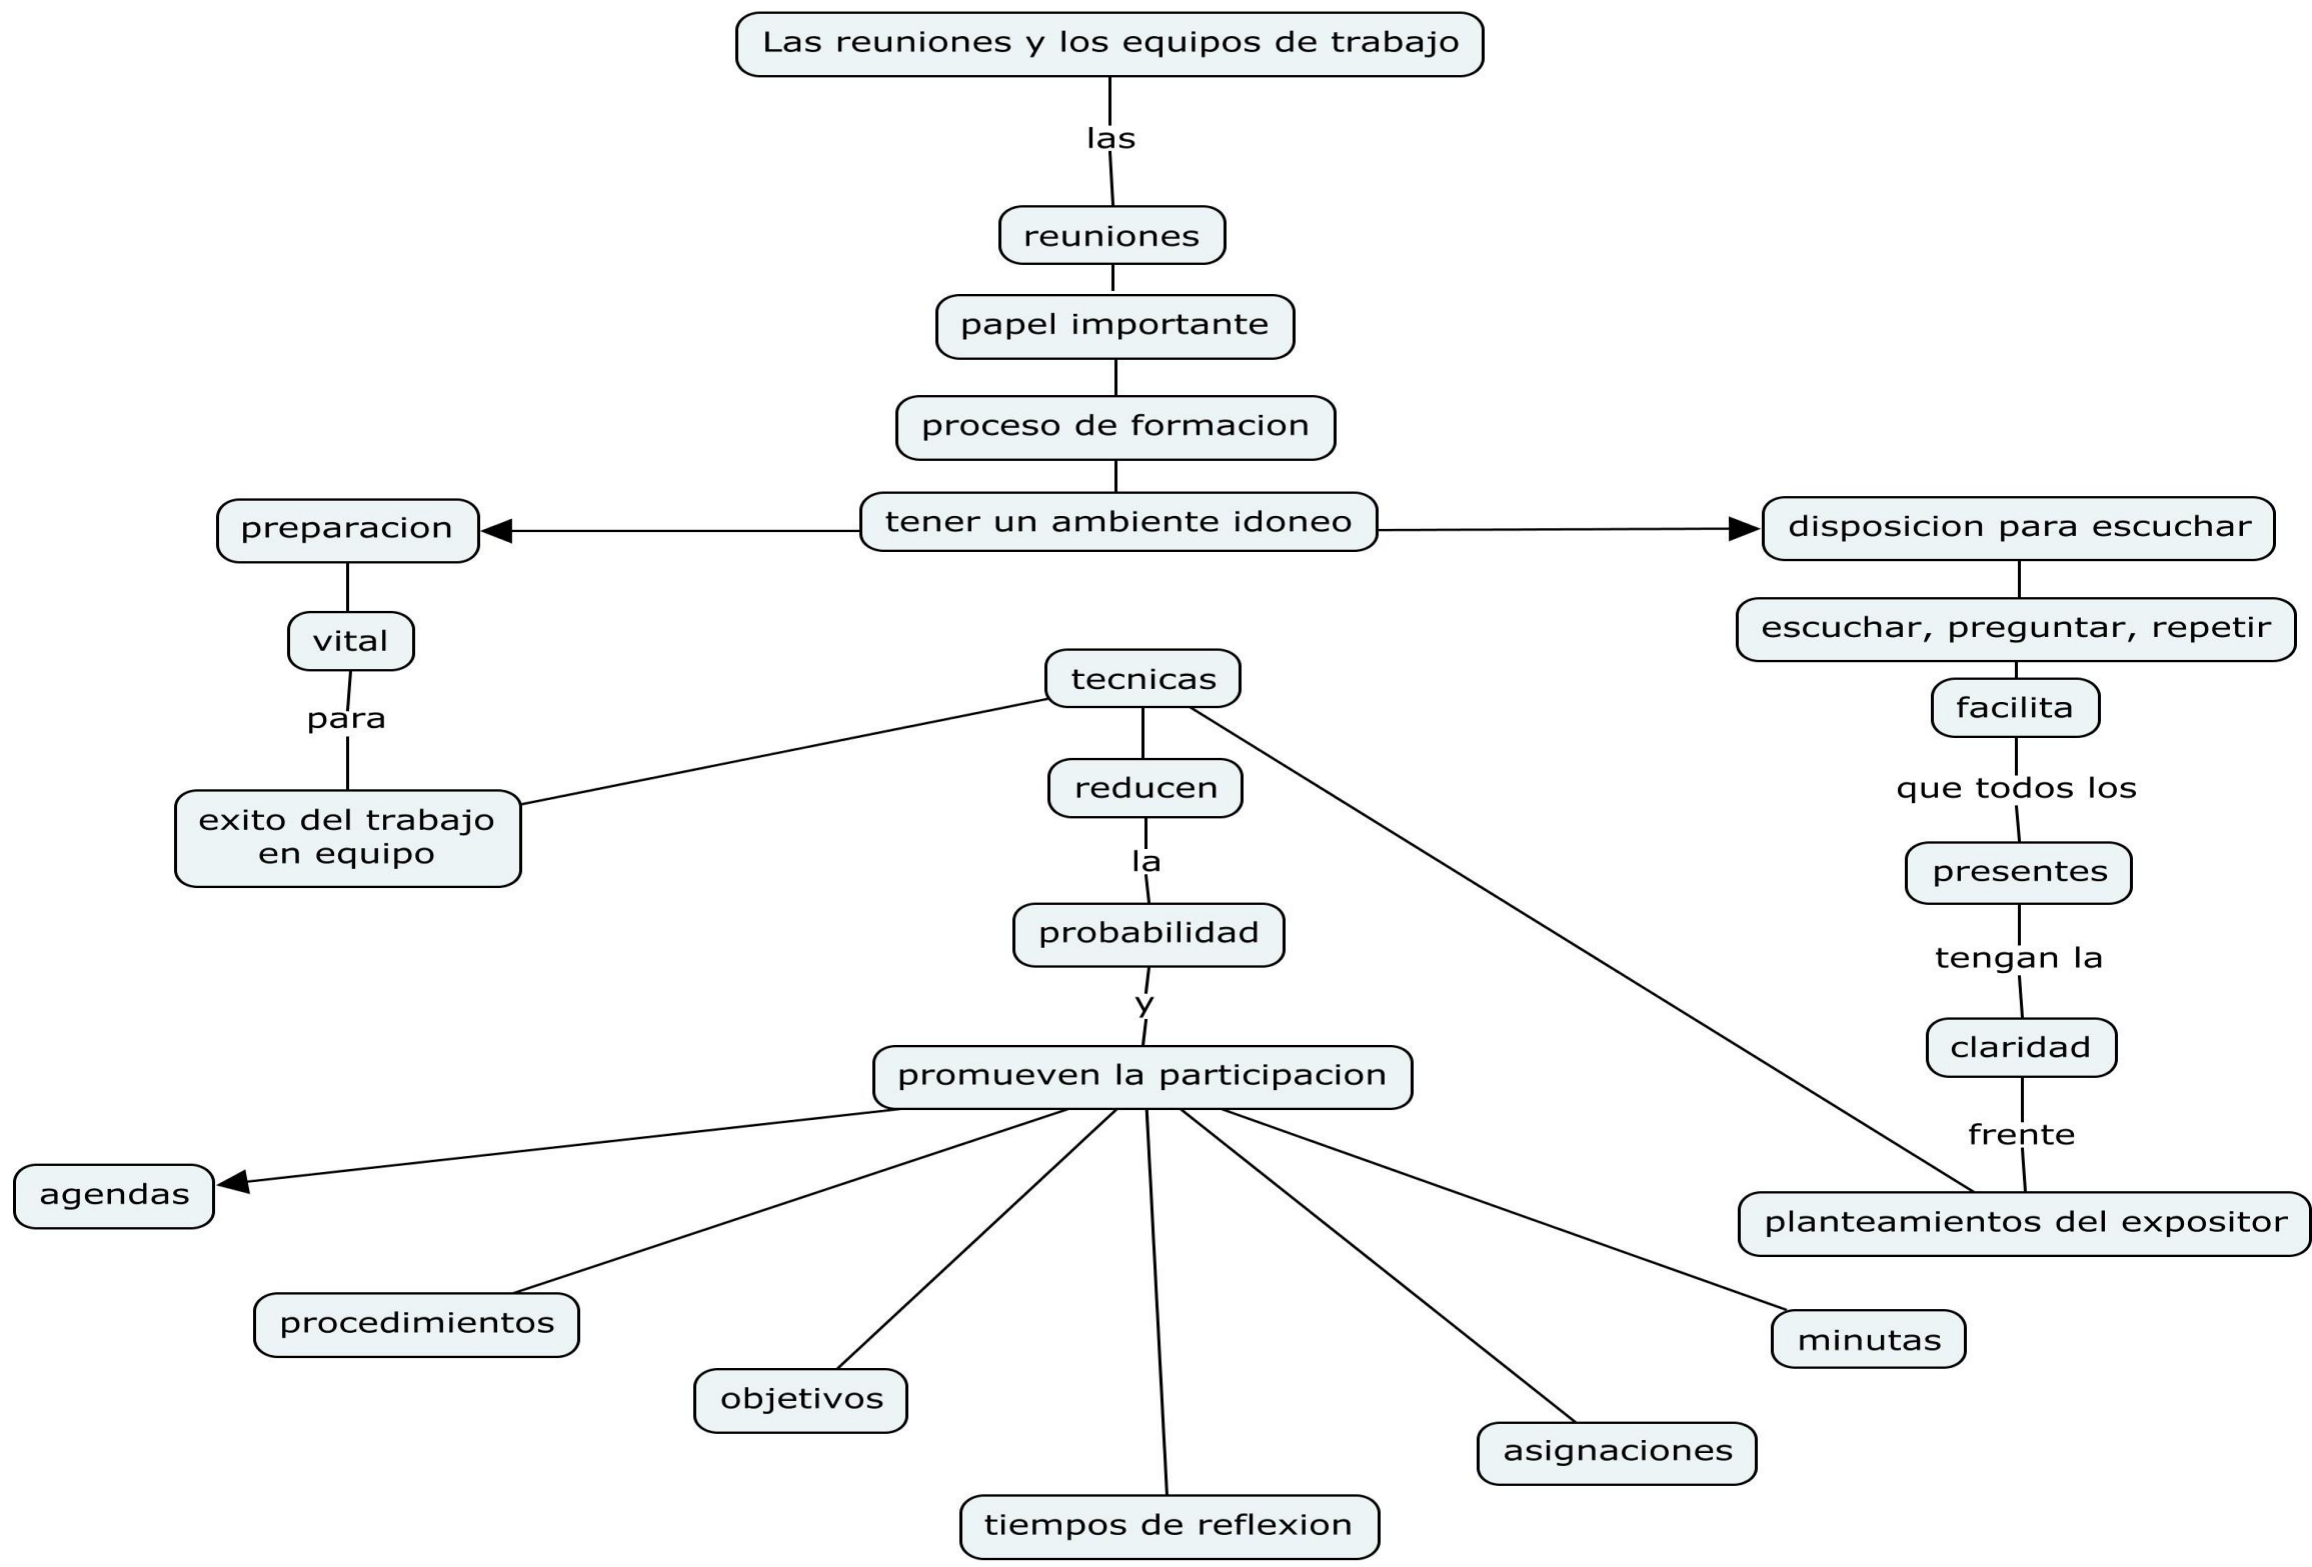 Las reuniones y los equipos de trabajo
las
reuniones
papel importante
proceso de formacion
tener un ambiente idoneo
preparacion
vital
para
exito del trabajo
en equipo
disposicion para escuchar
escuchar, preguntar, repetir
facilita
que todos los
presentes
tengan la
claridad
frente
planteamientos del expositor
tecnicas
reducen
la
probabilidad
y
promueven la participacion
agendas
procedimientos
objetivos
tiempos de reflexion
asignaciones
minutas